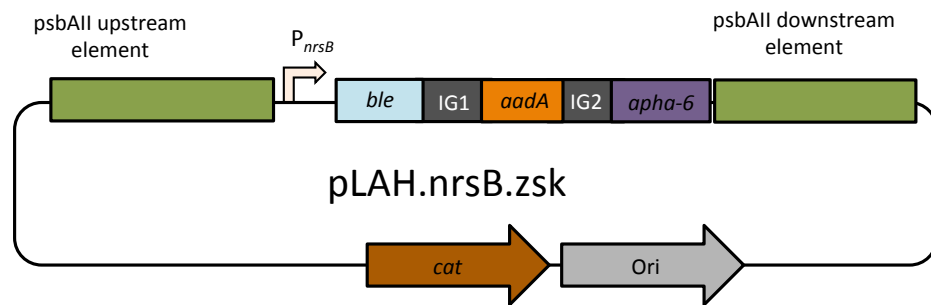 psbAII upstream
element
PnrsB
psbAII downstream
element
ble
IG1
aadA
IG2
apha-6
pLAH.nrsB.zsk
cat
Ori